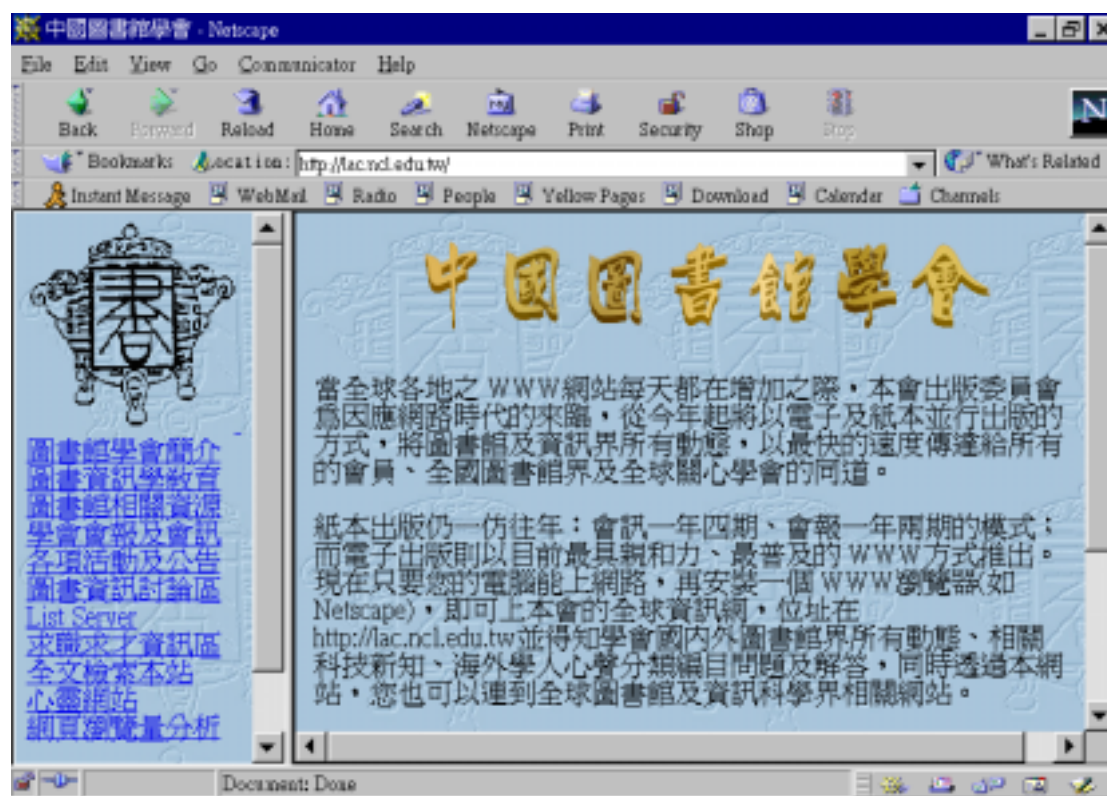 中國圖書館學會 - Netscape
File Edit View Go Communicator Help
Back Forward Reload Home Search Netscape Print Security Shop Stop
Bookmarks Location: http://lac.ncl.edu.tw/ What's Related
Instant Message WebMail Radio People Yellow Pages Download Calendar Channels
圖書館學會簡介
圖書資訊學教育
圖書館相關資源
學會會報及會訊
各項活動及公告
圖書資訊討論區
List Server
求職求才資訊區
全文檢索本站
心靈網站
網頁瀏覽量分析
中國圖書館學會
當全球各地之 WWW網站每天都在增加之際，本會出版委員會
為因應網路時代的來臨，從今年起將以電子及紙本並行出版的
方式，將圖書館及資訊界所有動態，以最快的速度傳達給所有
的會員、全國圖書館界及全球關心學會的同道。
紙本出版仍一仿往年：會訊一年四期、會報一年兩期的模式；
而電子出版則以目前最具親和力、最普及的 WWW方式推出。
現在只要您的電腦能上網路，再安裝一個 WWW瀏覽器(如
Netscape)，即可上本會的全球資訊網，位址在
http://lac.ncl.edu.tw並得知學會國內外圖書館界所有動態、相關
科技新知、海外學人心聲分類編目問題及解答，同時透過本網
站，您也可以連到全球圖書館及資訊科學界相關網站。
Document: Done